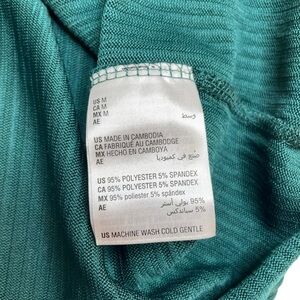 US M
CA M
MX M وسط
AE
US MADE IN CAMBODIA
CA FABRIQUÉ AU CAMBODGE
MX HECHO EN CAMBOYA
AE صنع في كمبوديا
US 95% POLYESTER 5% SPANDEX
CA 95% POLYESTER 5% SPANDEX
MX 95% poliéster 5% spándex
AE 95% بولي أستر
5% سباندكس
US MACHINE WASH COLD GENTLE